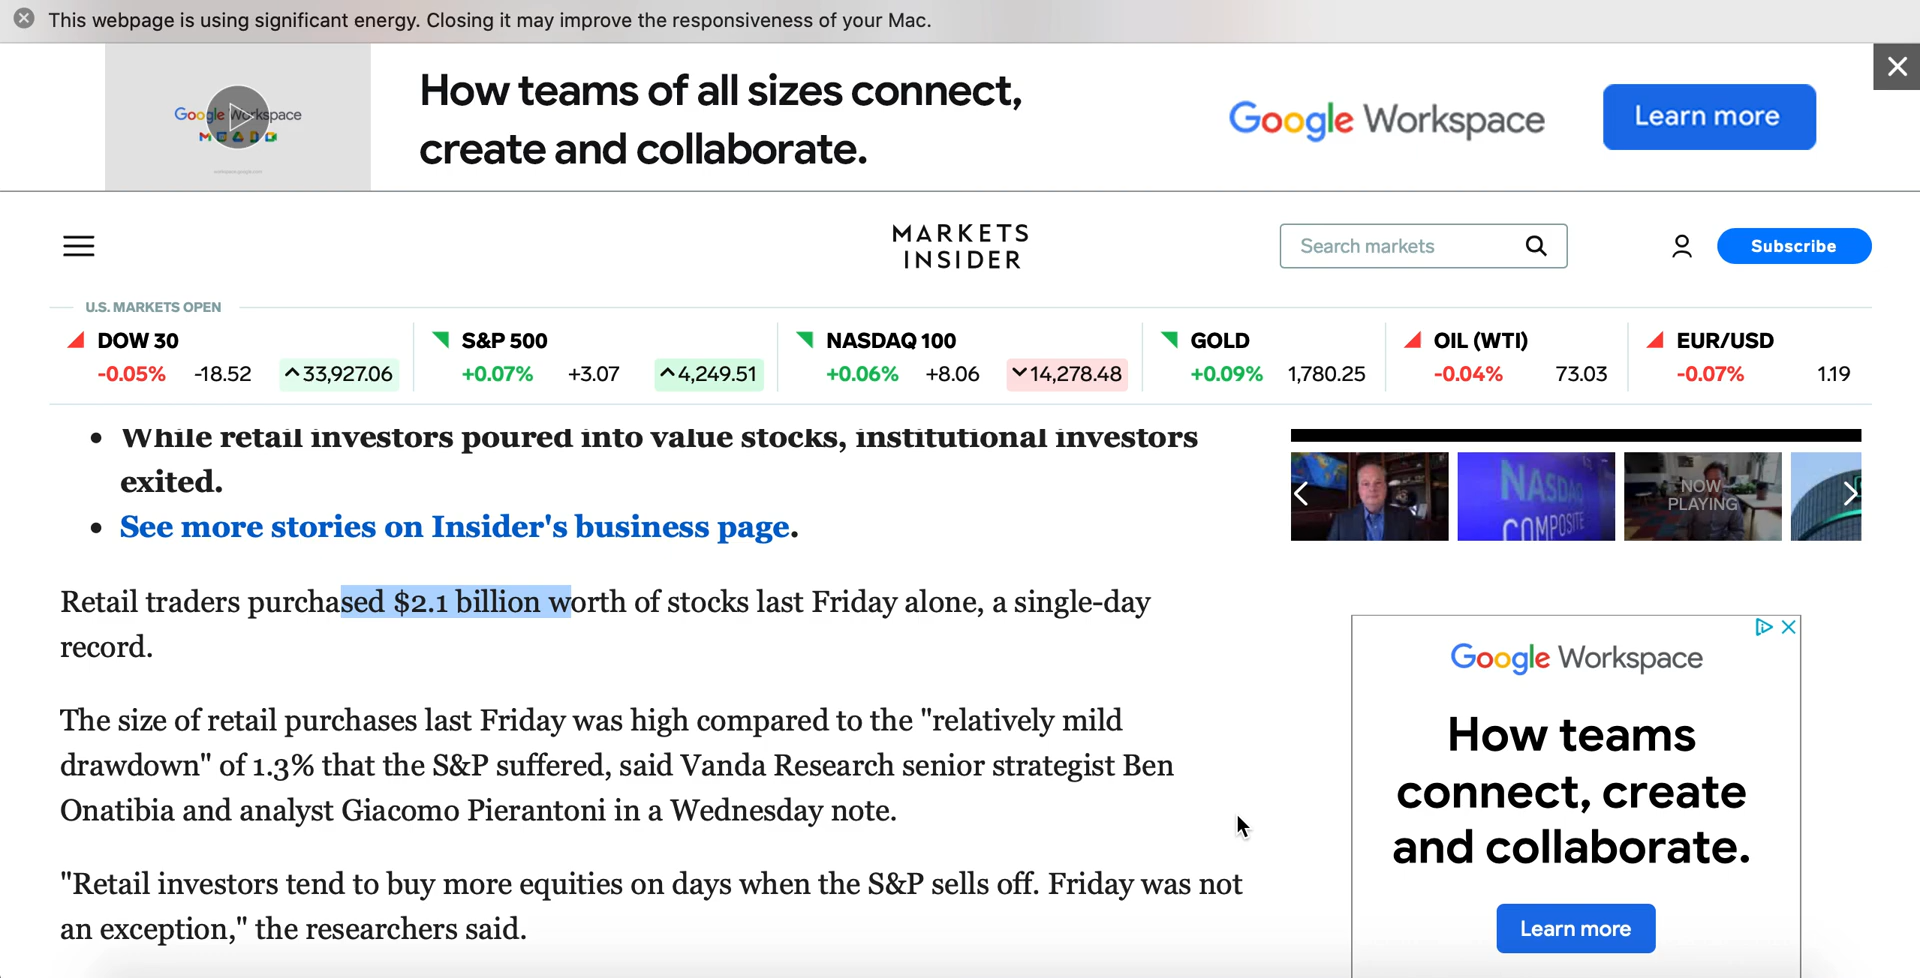 This webpage is using significant energy. Closing it may improve the responsiveness of your Mac.
Google Workspace
How teams of all sizes connect,
create and collaborate.
Google Workspace
Learn more
MARKETS
INSIDER
Search markets
Subscribe
U.S. MARKETS OPEN
DOW 30
-0.05% -18.52 33,927.06
S&P 500
+0.07% +3.07 4,249.51
NASDAQ 100
+0.06% +8.06 14,278.48
GOLD
+0.09% 1,780.25
OIL (WTI)
-0.04% 73.03
EUR/USD
-0.07% 1.19
• While retail investors poured into value stocks, institutional investors
exited.
• See more stories on Insider's business page.
NASDAQ
COMPOSITE
NOW
PLAYING
Retail traders purchased $2.1 billion worth of stocks last Friday alone, a single-day
record.
The size of retail purchases last Friday was high compared to the "relatively mild
drawdown" of 1.3% that the S&P suffered, said Vanda Research senior strategist Ben
Onatibia and analyst Giacomo Pierantoni in a Wednesday note.
"Retail investors tend to buy more equities on days when the S&P sells off. Friday was not
an exception," the researchers said.
Google Workspace
How teams
connect, create
and collaborate.
Learn more